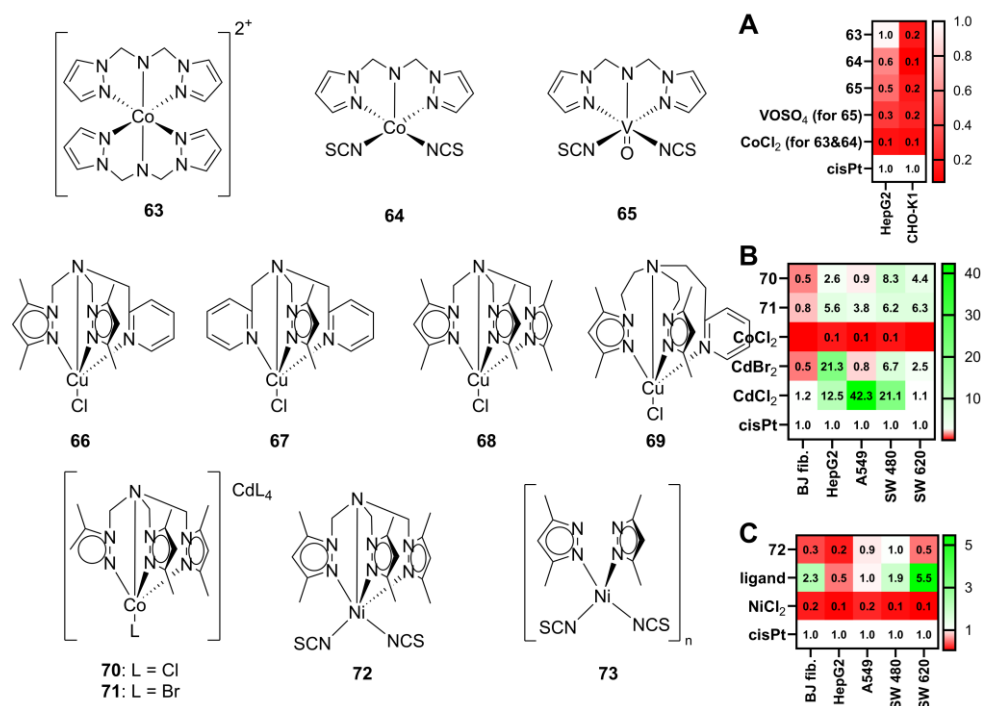 2+
N N N N N
Co
N N N N N
63
N N N N N
Co
SCN NCS
64
N N N N N
V
SCN O NCS
65
A
63 1.0 0.2
64 0.6 0.1
65 0.5 0.2
VOSO₄ (for 65) 0.3 0.2
CoCl₂ (for 63&64) 0.1 0.1
cisPt 1.0 1.0
HepG2 CHO-K1
1.0
0.8
0.6
0.4
0.2
N
N N N N N
Cu
Cl
66
N
N N N N
Cu
Cl
67
N
N N N N N N
Cu
Cl
68
N
N N N N N
Cu
Cl
69
B
70 0.5 2.6 0.9 8.3 4.4
71 0.8 5.6 3.8 6.2 6.3
CoCl₂ 0.1 0.1 0.1
CdBr₂ 0.5 21.3 0.8 6.7 2.5
CdCl₂ 1.2 12.5 42.3 21.1 1.1
cisPt 1.0 1.0 1.0 1.0 1.0
BJ fib. HepG2 A549 SW 480 SW 620
40
30
20
10
CdL₄
N
N N N N N N
Co
L
70: L = Cl
71: L = Br
N
N N N N N N
Ni
SCN NCS
72
N N N N
Ni
SCN NCS
n
73
C
72 0.3 0.2 0.9 1.0 0.5
ligand 2.3 0.5 1.0 1.9 5.5
NiCl₂ 0.2 0.1 0.2 0.1 0.1
cisPt 1.0 1.0 1.0 1.0 1.0
BJ fib. HepG2 A549 SW 480 SW 620
5
4
3
2
1